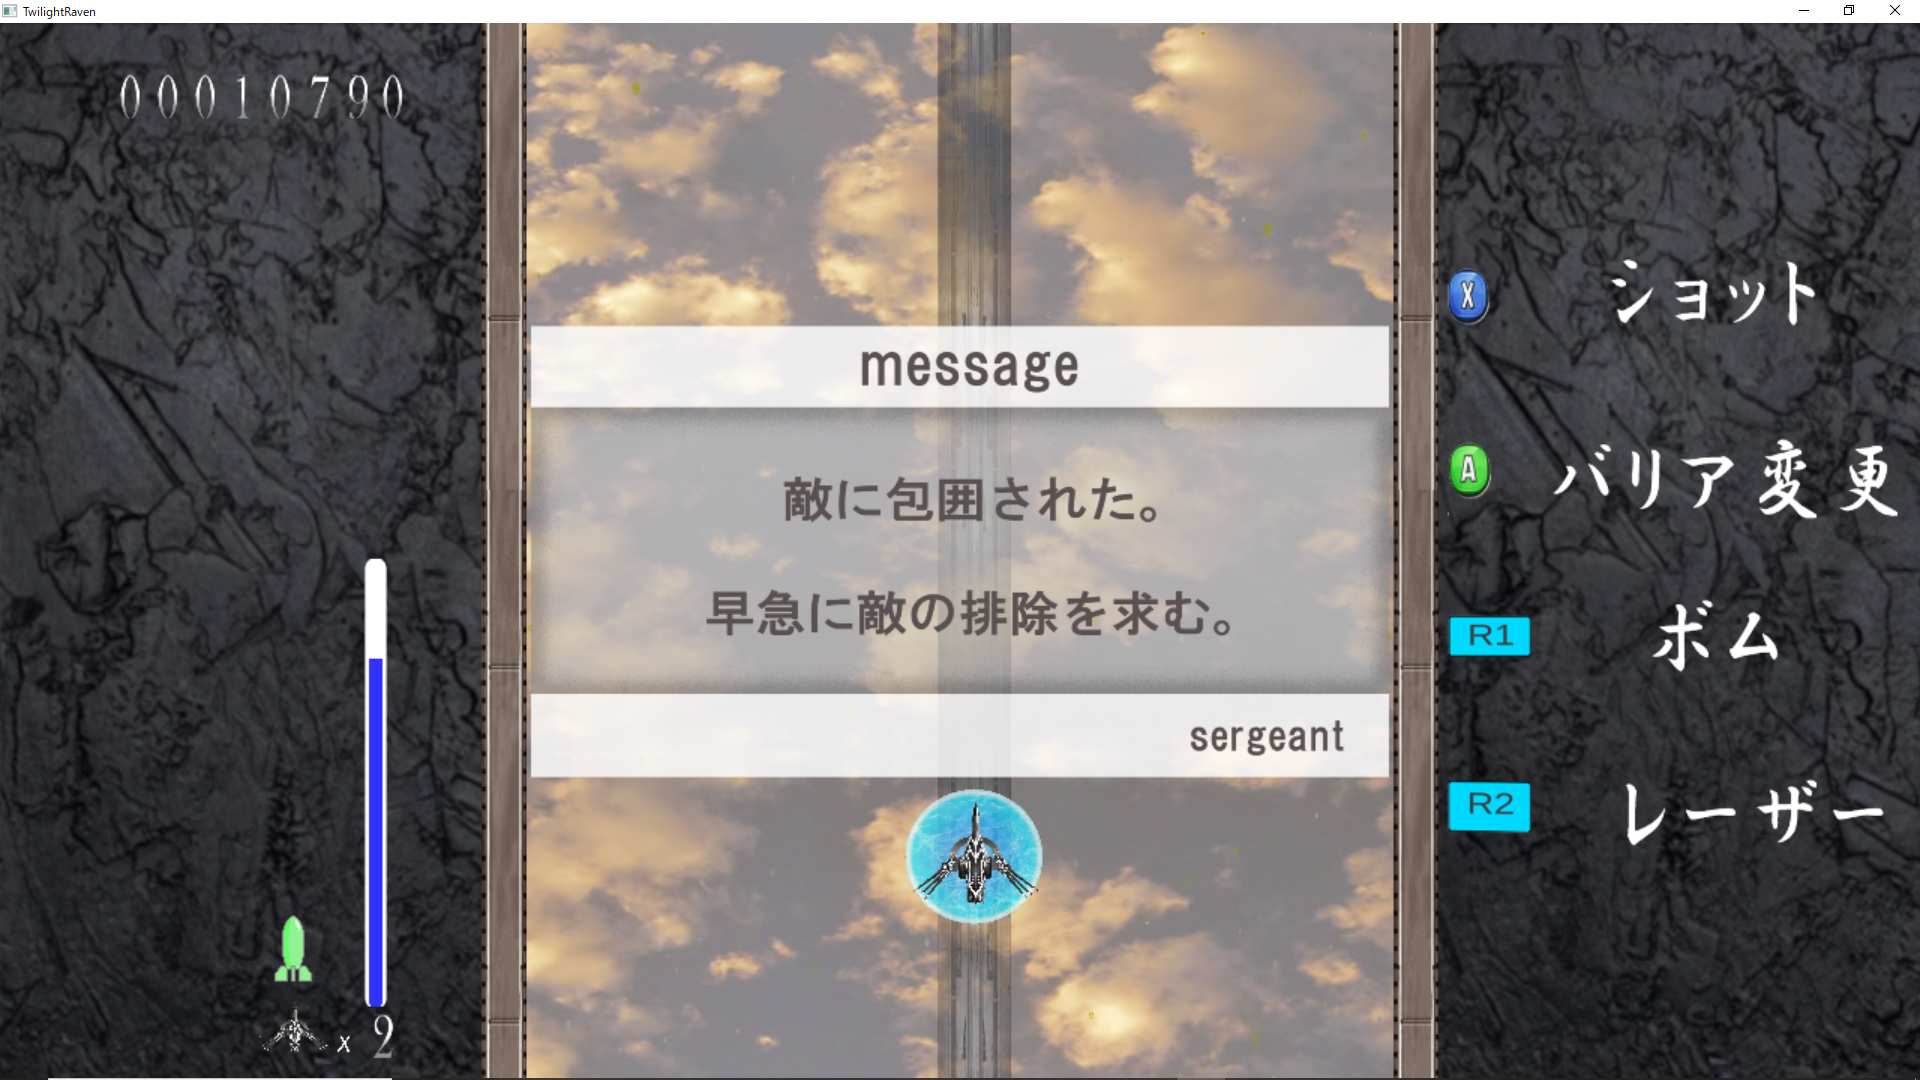 TwilightRaven
00010790
message
敵に包囲された。
早急に敵の排除を求む。
sergeant
X ショット
A バリア変更
R1 ボム
R2 レーザー
x 2